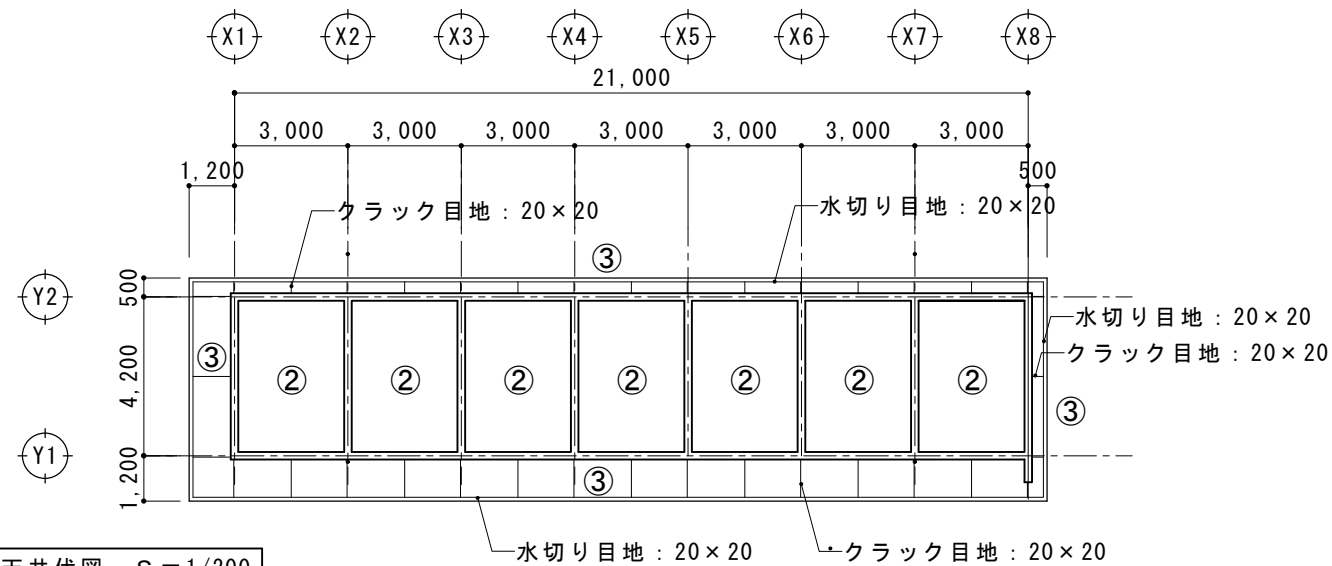 X1 X2 X3 X4 X5 X6 X7 X8
21,000
3,000 3,000 3,000 3,000 3,000 3,000 3,000
1,200 500
クラック目地：20×20 水切り目地：20×20
③
Y2
500
水切り目地：20×20
クラック目地：20×20
③
4,200
② ② ② ② ② ② ②
③
Y1
1,200
③
水切り目地：20×20 クラック目地：20×20
天井伏図 S＝1/200